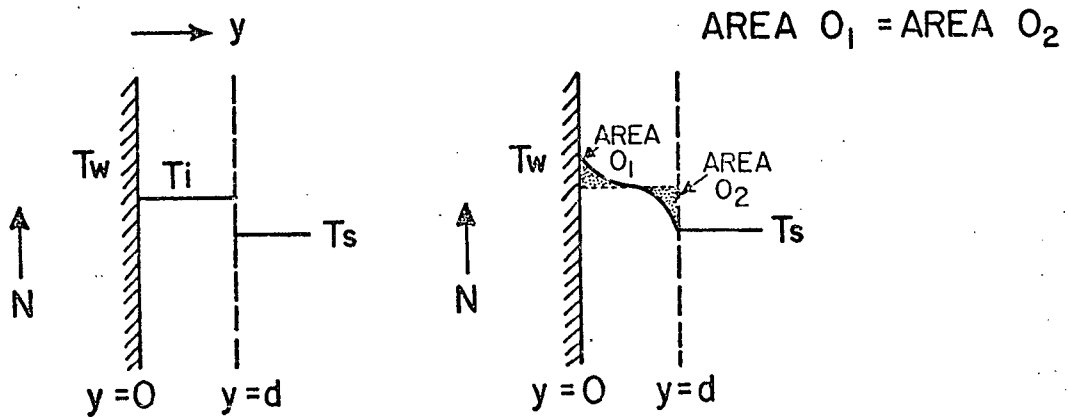 y
AREA O₁ = AREA O₂
Tw
Ti
Ts
N
y=0
y=d
AREA
O₁
AREA
O₂
Tw
Ts
N
y=0
y=d